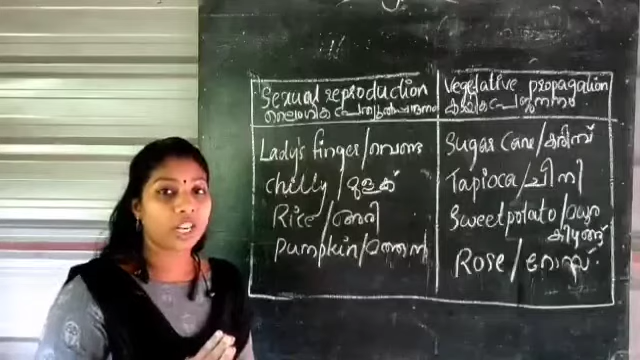 Sexual reproduction
Vegetative propagation
ലൈംഗിക
Lady's finger/വെണ്ട
Sugar Cane/കരിമ്പ്
Chilly/മുളക്
Tapioca/ചീനി
Rice/അരി
Sweet potato/മധുര
കിഴങ്ങ്
Pumpkin/മത്തൻ
Rose/റോസ